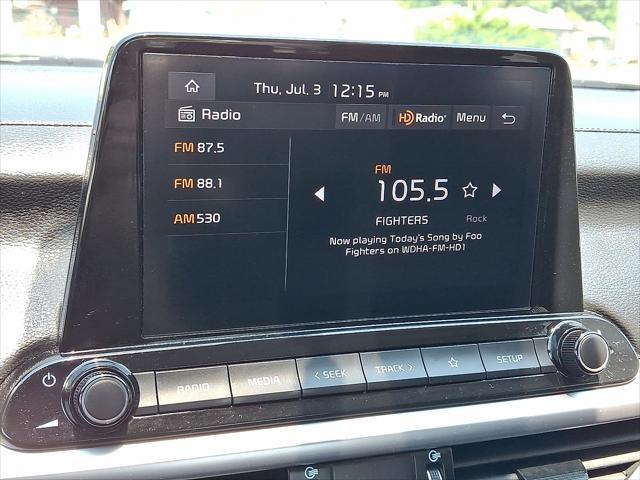 Thu, Jul. 3 12:15 PM
Radio FM/AM HD Radio Menu
FM 87.5
FM 88.1
AM 530
FM
105.5
FIGHTERS Rock
Now playing Today's Song by Foo
Fighters on WDHA-FM-HD1
RADIO MEDIA < SEEK TRACK > SETUP